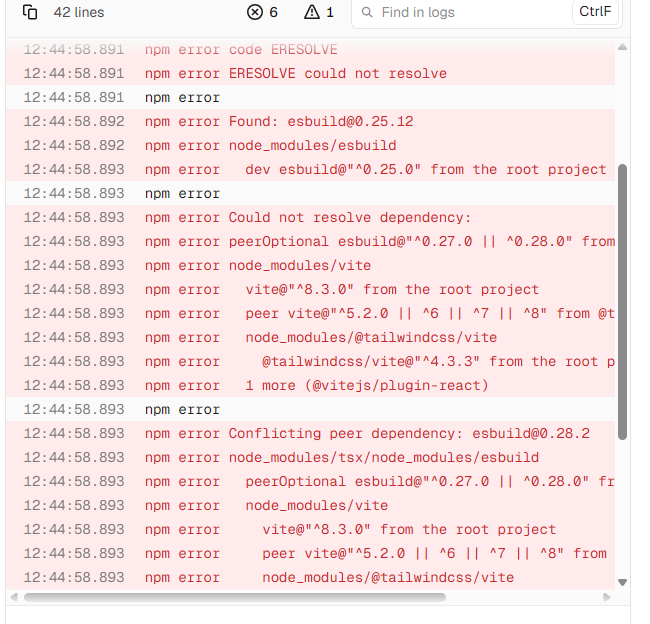 42 lines 6 1 Find in logs CtrlF
12:44:58.891 npm error code ERESOLVE
12:44:58.891 npm error ERESOLVE could not resolve
12:44:58.891 npm error
12:44:58.892 npm error Found: esbuild@0.25.12
12:44:58.892 npm error node_modules/esbuild
12:44:58.893 npm error   dev esbuild@"^0.25.0" from the root project
12:44:58.893 npm error
12:44:58.893 npm error Could not resolve dependency:
12:44:58.893 npm error peerOptional esbuild@"^0.27.0 || ^0.28.0" from
12:44:58.893 npm error node_modules/vite
12:44:58.893 npm error   vite@"^8.3.0" from the root project
12:44:58.893 npm error   peer vite@"^5.2.0 || ^6 || ^7 || ^8" from @t
12:44:58.893 npm error   node_modules/@tailwindcss/vite
12:44:58.893 npm error     @tailwindcss/vite@"^4.3.3" from the root p
12:44:58.893 npm error   1 more (@vitejs/plugin-react)
12:44:58.893 npm error
12:44:58.893 npm error Conflicting peer dependency: esbuild@0.28.2
12:44:58.893 npm error node_modules/tsx/node_modules/esbuild
12:44:58.893 npm error   peerOptional esbuild@"^0.27.0 || ^0.28.0" fr
12:44:58.893 npm error   node_modules/vite
12:44:58.893 npm error     vite@"^8.3.0" from the root project
12:44:58.893 npm error     peer vite@"^5.2.0 || ^6 || ^7 || ^8" from
12:44:58.893 npm error     node_modules/@tailwindcss/vite